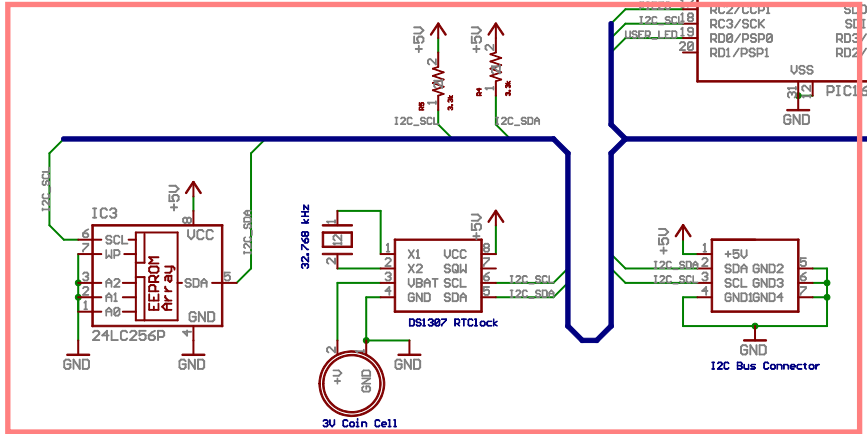 RC2/CCP1
I2C_SCL 18 RC3/SCK SDI
USER_LED 19 RD0/PSP0 RD3/
20 RD1/PSP1 RD2/
VSS
31 12
PIC16
GND
+5V +5V
2 2
1 1
R5 3.3k R4 3.3k
I2C_SCL I2C_SDA
I2C_SCL
IC3
+5V
8
VCC
6 SCL
7 WP
3 A2
2 A1
1 A0
EEPROM
Array
SDA 5
GND
4
24LC256P
GND GND
I2C_SDA
32.768 kHz
1
2
+5V
1 X1 VCC 8
2 X2 SQW 7
3 VBAT SCL 6 I2C_SCL
4 GND SDA 5 I2C_SDA
DS1307 RTClock
2 1
+V GND
GND
3V Coin Cell
+5V
1 +5V
I2C_SDA 2 SDA GND2 5
I2C_SCL 3 SCL GND3 6
4 GND1GND4 7
GND
I2C Bus Connector